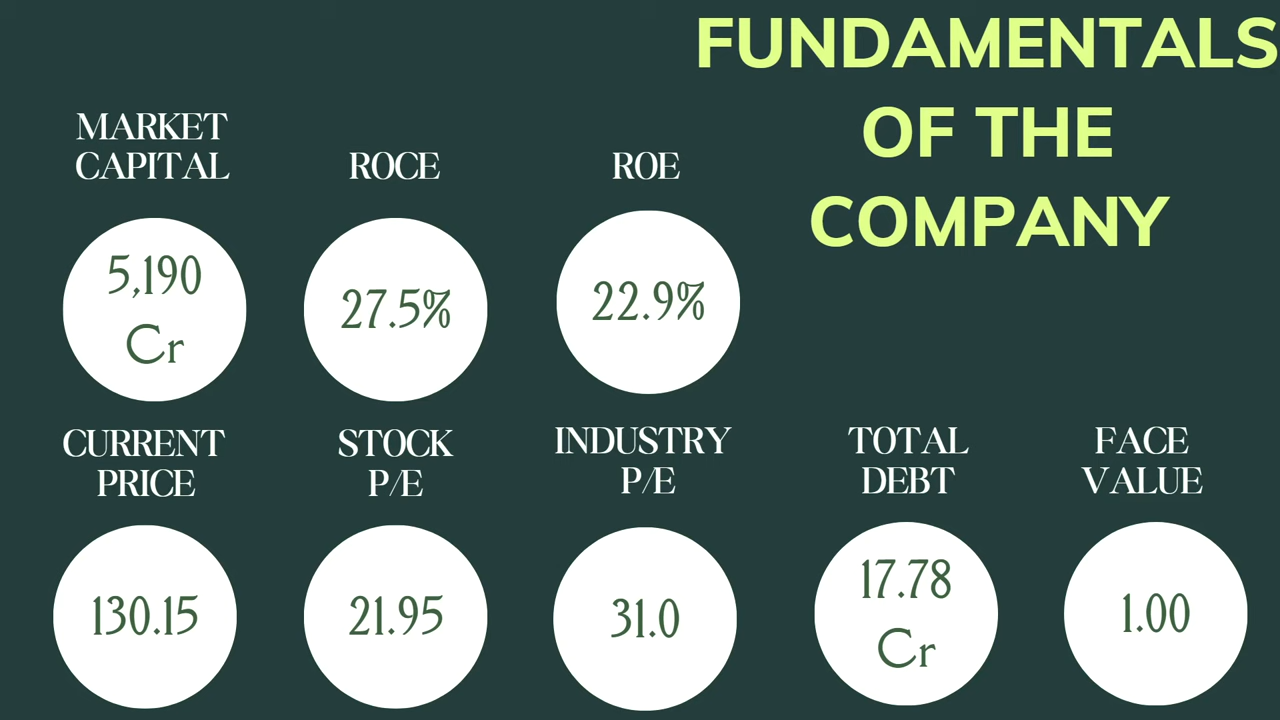 FUNDAMENTALS
OF THE
COMPANY
MARKET
CAPITAL
5,190
Cr
ROCE
27.5%
ROE
22.9%
CURRENT
PRICE
130.15
STOCK
P/E
21.95
INDUSTRY
P/E
31.0
TOTAL
DEBT
17.78
Cr
FACE
VALUE
1.00